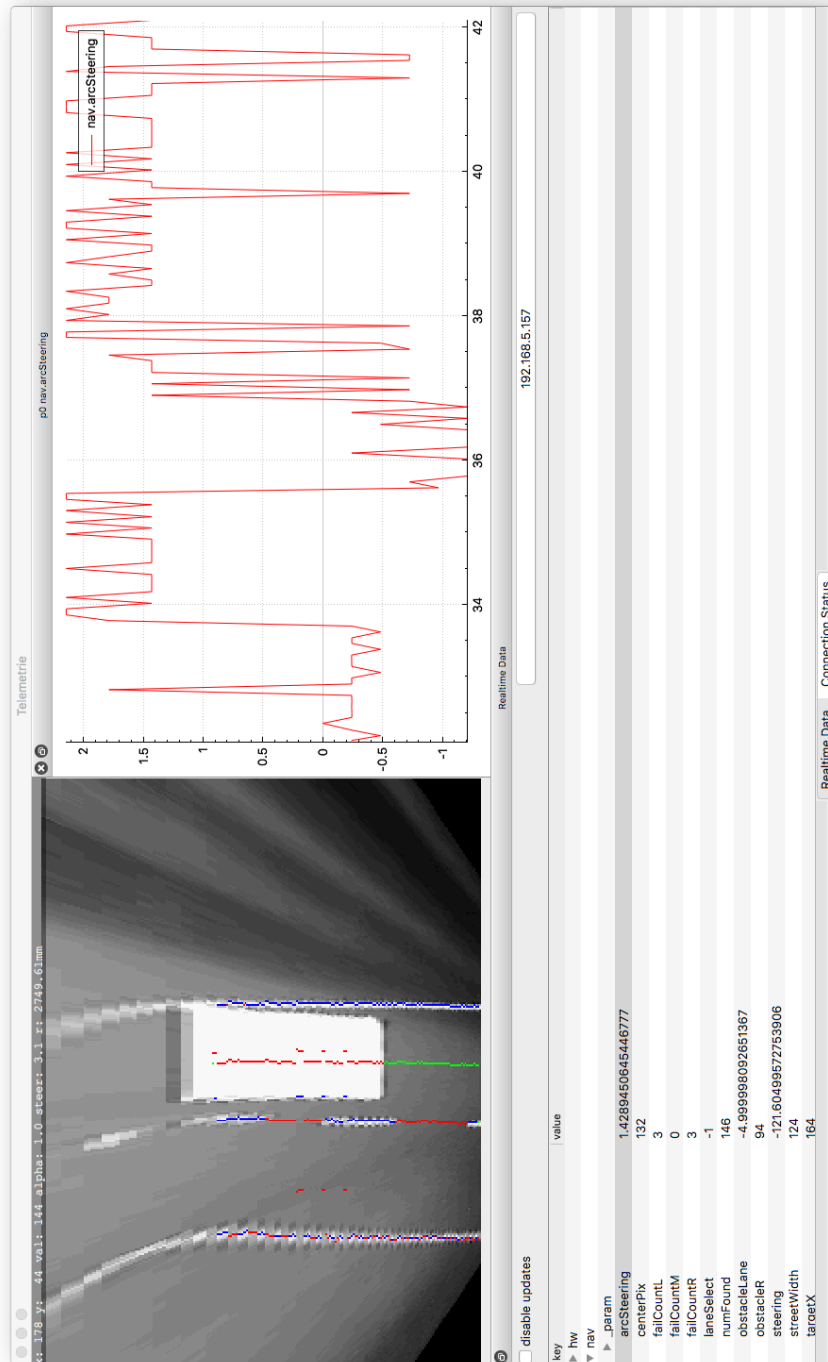 Telemetrie
x: 178 y: 44 val: 144 alpha: 1.0 steer: 3.1 r: 2749.61mm
p0 nav.arcSteering
nav.arcSteering
2
1.5
1
0.5
0
-0.5
-1
34
36
38
40
42
Realtime Data
disable updates
192.168.5.157
key value
hw
nav
_param
arcSteering 1.4289450645446777
centerPix 132
failCountL 3
failCountM 0
failCountR 3
laneSelect -1
numFound 146
obstacleLane -4.999998092651367
obstacleR 94
steering -121.60499572753906
streetWidth 124
targetX 164
Realtime Data Connection Status